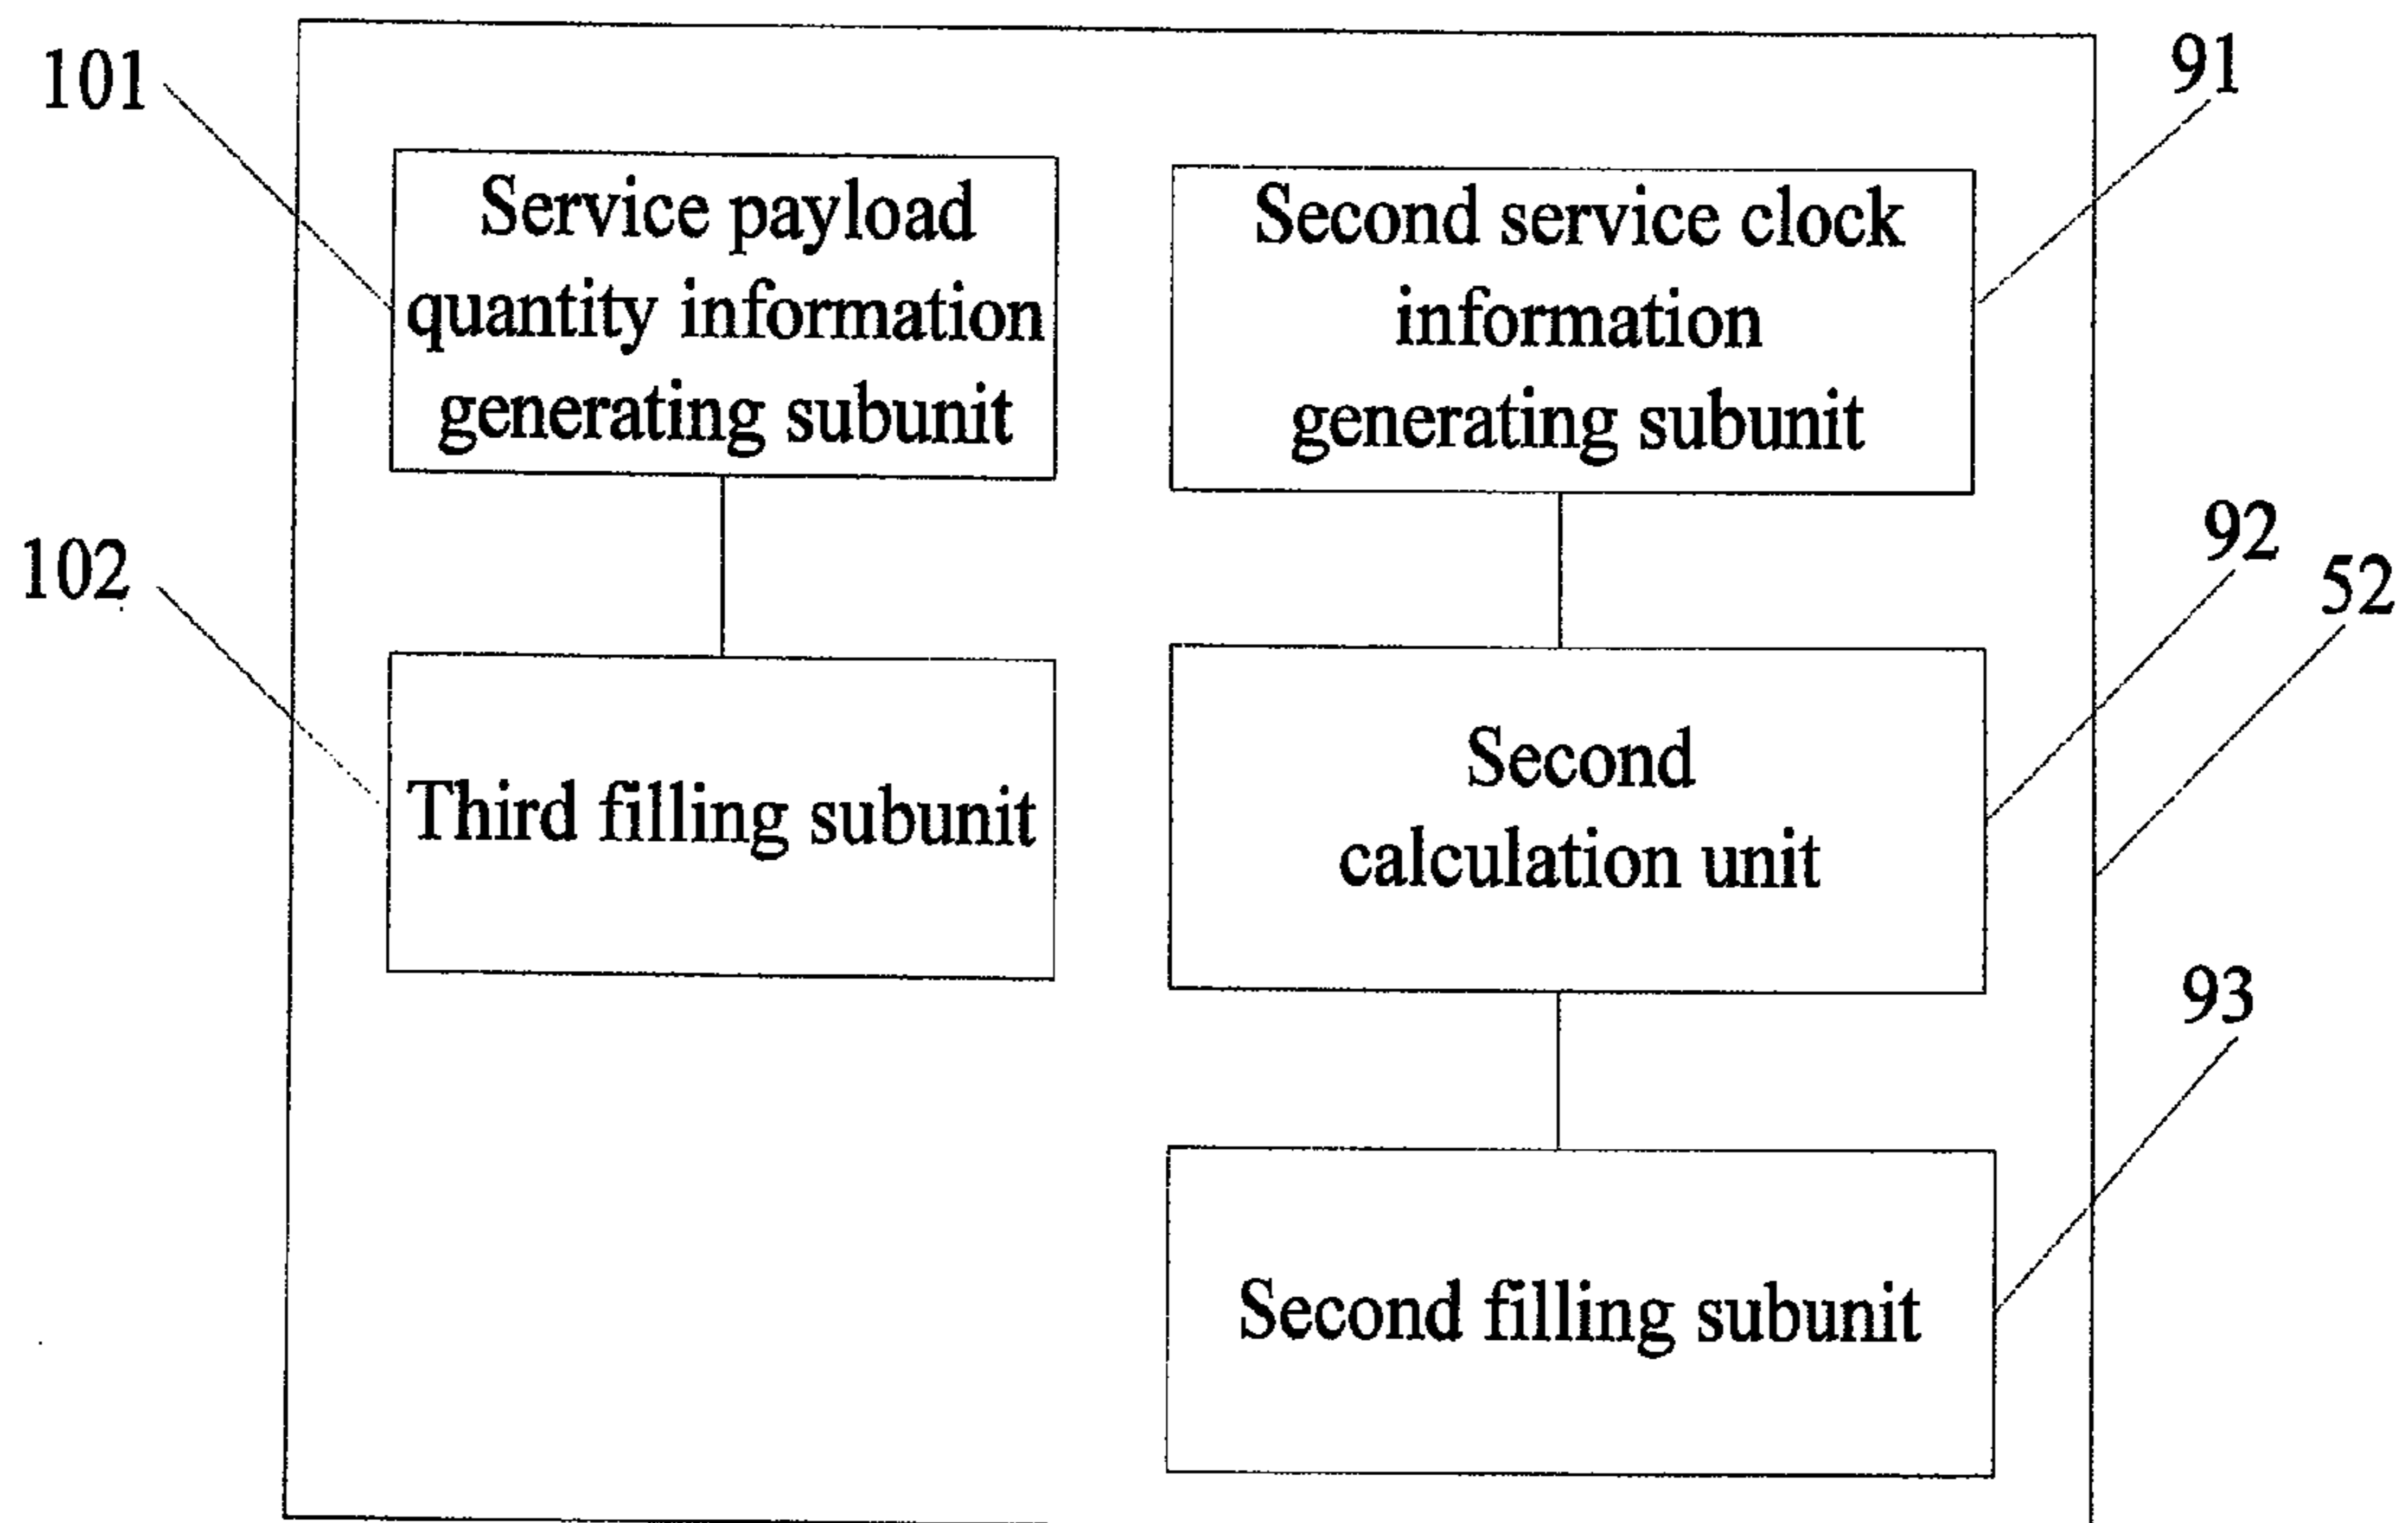 101
91
Service payload
quantity information
generating subunit
Second service clock
information
generating subunit
102
92
52
Third filling subunit
Second
calculation unit
93
Second filling subunit